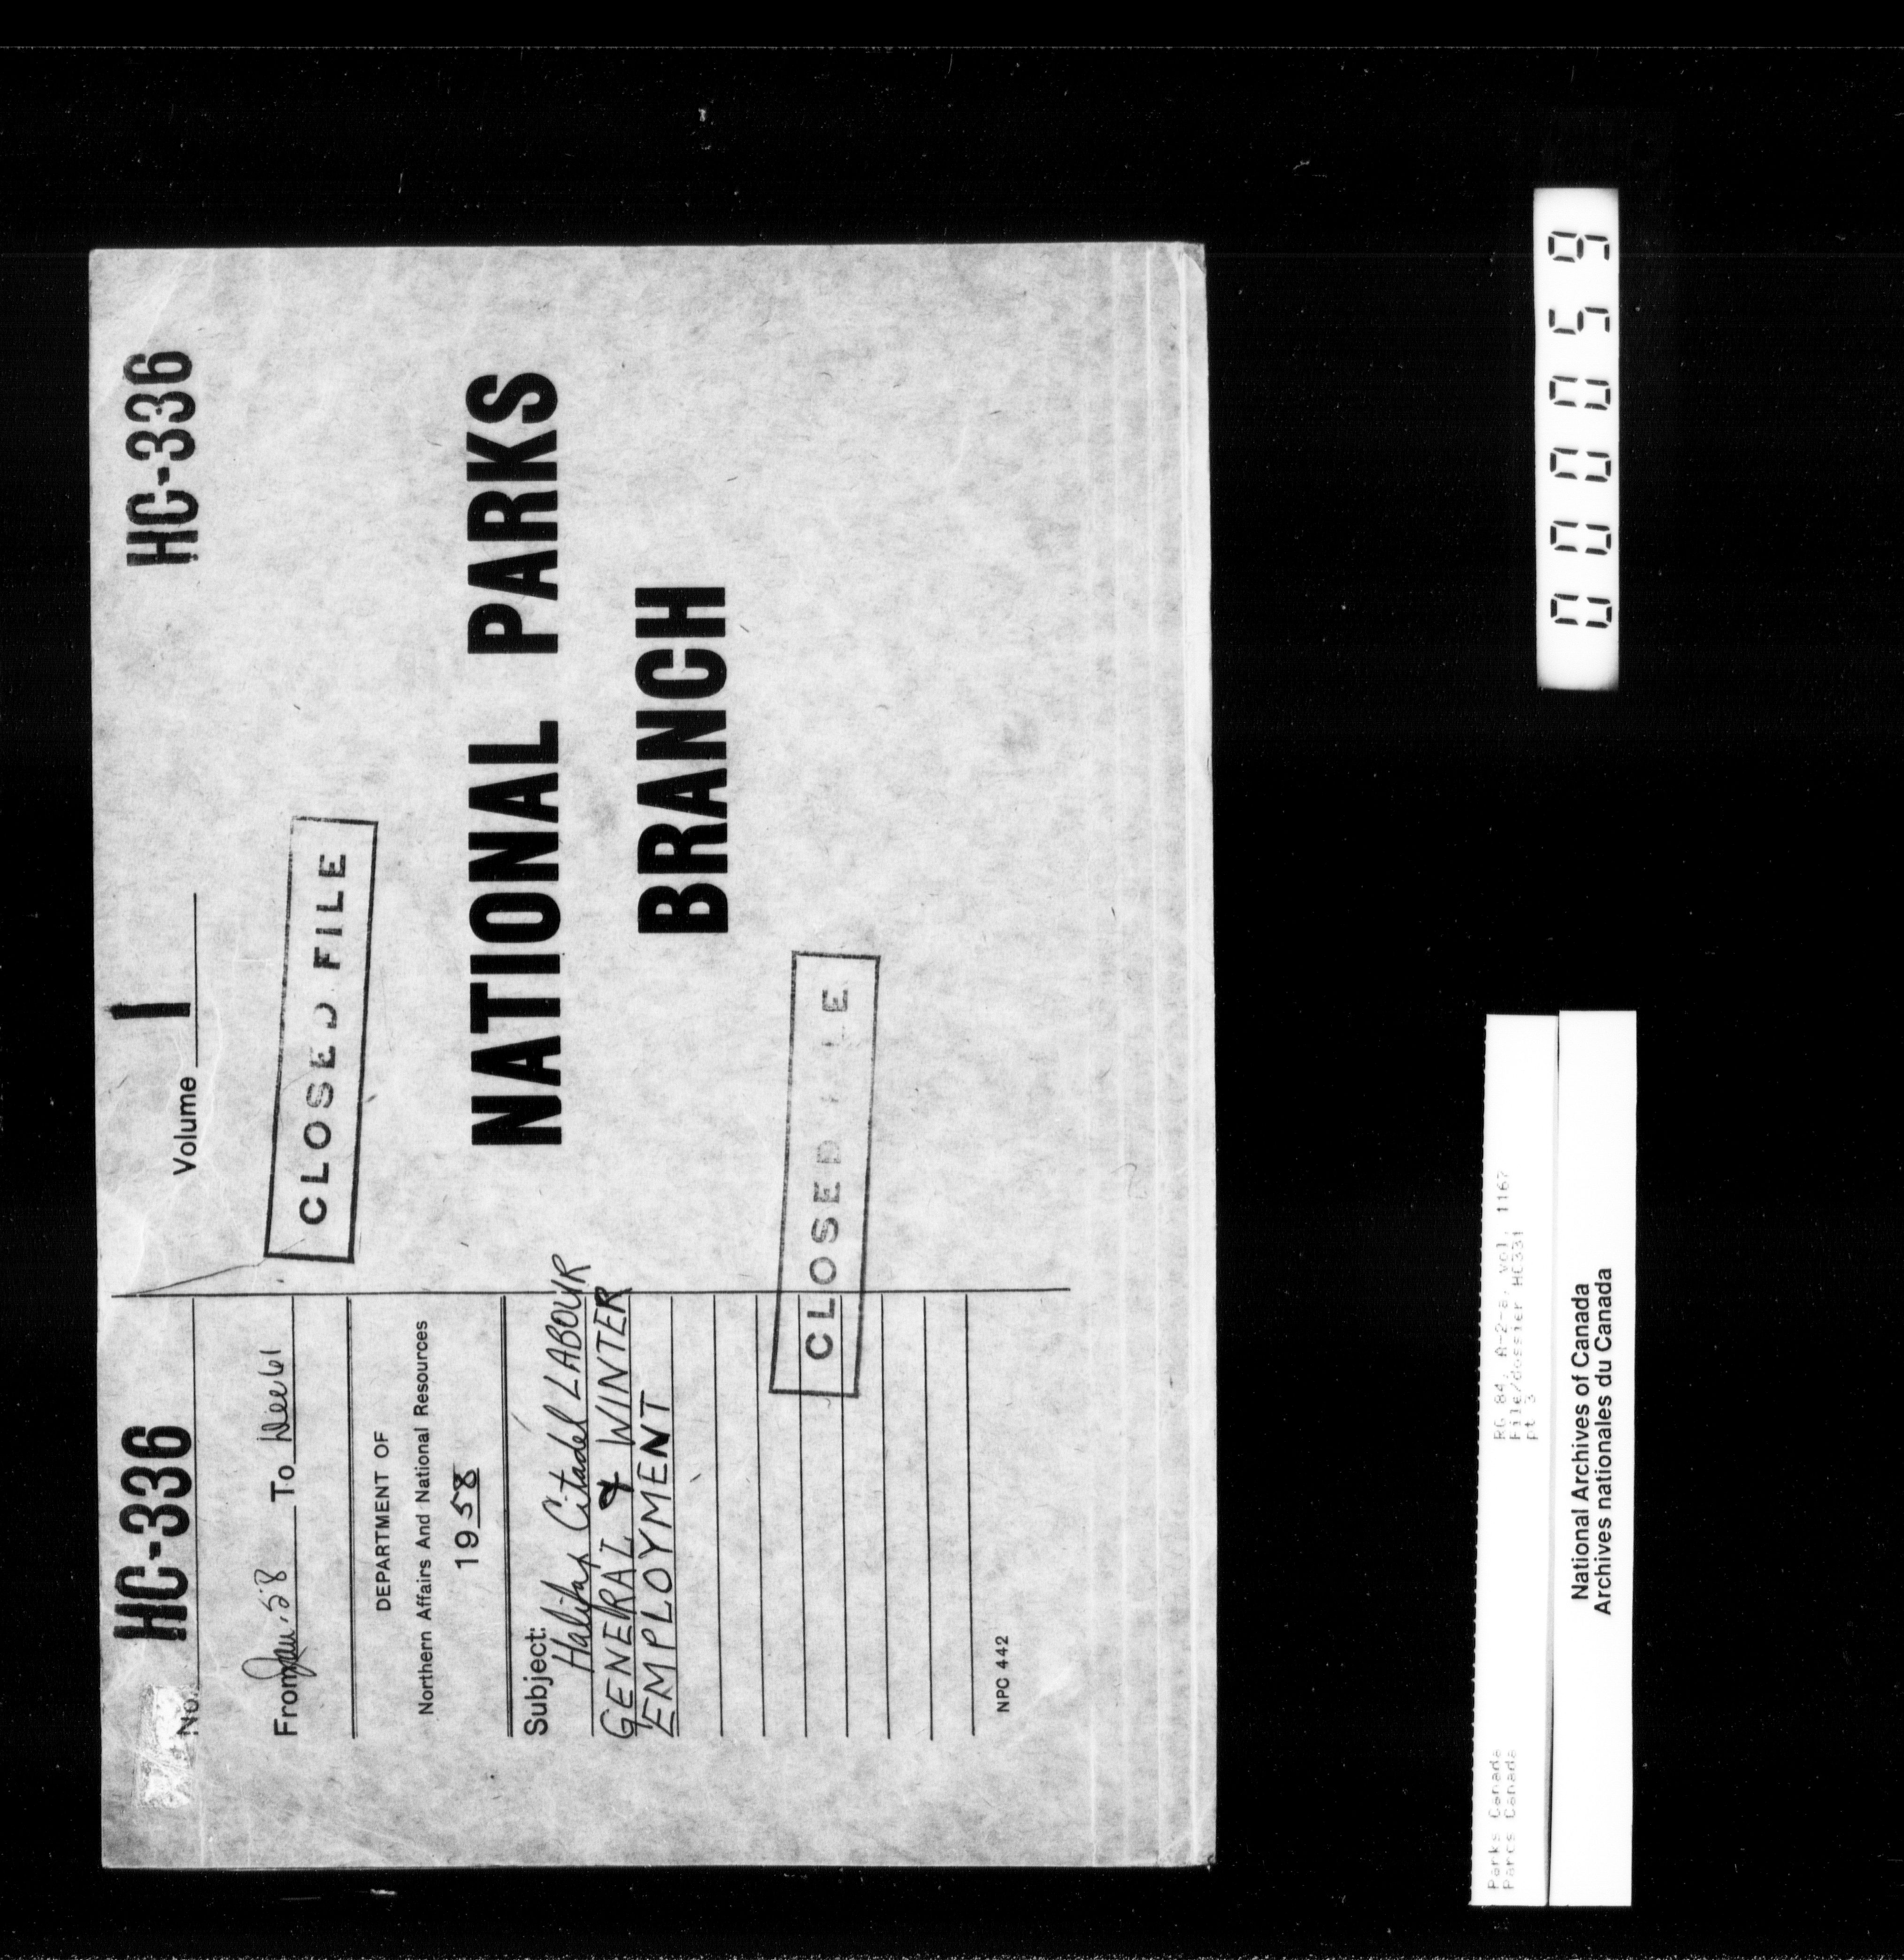 HC-336
Volume 1
HC-336
No.
From Jan. 58 To Dec 61
CLOSED FILE
DEPARTMENT OF
Northern Affairs And National Resources
1958
NATIONAL PARKS
BRANCH
Subject:
Halifax Citadel LABOUR
GENERAL & WINTER
EMPLOYMENT
CLOSED FILE
NPC 442
000059
Parks Canada
Parcs Canada
RG 84, A-2-a, vol. 1167
File/dossier HC331
pt 3
National Archives of Canada
Archives nationales du Canada